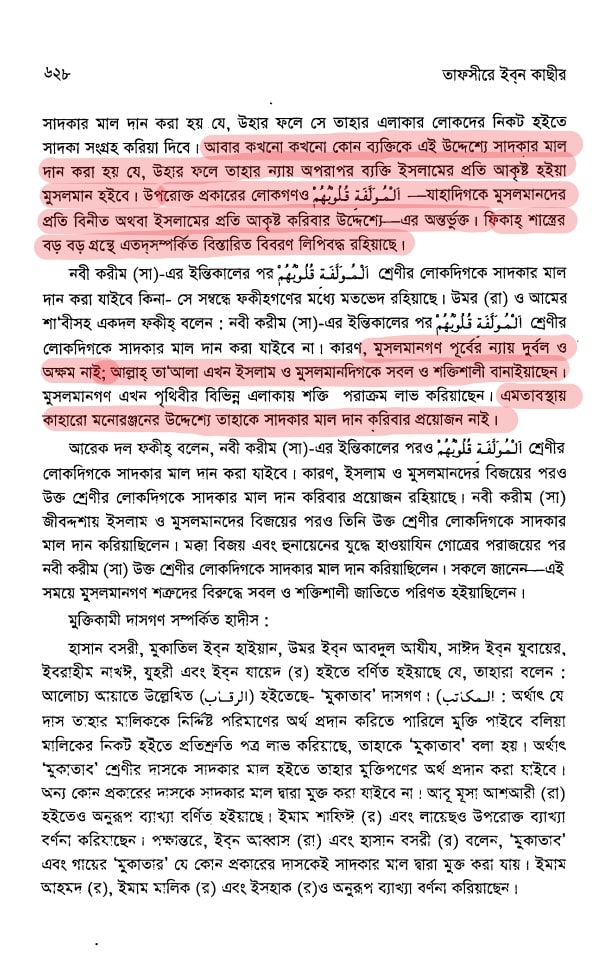 ৬২৮ তাফসীরে ইব্‌ন কাছীর
সাদকার মাল দান করা হয় যে, উহার ফলে সে তাহার এলাকার লোকদের নিকট হইতে
সাদকা সংগ্রহ করিয়া দিবে। আবার কখনো কখনো কোন ব্যক্তিকে এই উদ্দেশ্যে সাদকার মাল
দান করা হয় যে, উহার ফলে তাহার ন্যায় অপরাপর ব্যক্তি ইসলামের প্রতি আকৃষ্ট হইয়া
মুসলমান হইবে। উপরোক্ত প্রকারের লোকগণও اَلْمُوَلَّفَةِ قُلُوْبُهُمْ —যাহাদিগকে মুসলমানদের
প্রতি বিনীত অথবা ইসলামের প্রতি আকৃষ্ট করিবার উদ্দেশ্যে—এর অন্তর্ভুক্ত। ফিকাহ্ শাস্ত্রের
বড় বড় গ্রন্থে এতদ্‌সম্পর্কিত বিস্তারিত বিবরণ লিপিবদ্ধ রহিয়াছে।
নবী করীম (সা)-এর ইন্তিকালের পর اَلْمُوَلَّفَةِ قُلُوْبُهُمْ শ্রেণীর লোকদিগকে সাদকার মাল
দান করা যাইবে কিনা- সে সম্বন্ধে ফকীহগণের মধ্যে মতভেদ রহিয়াছে। উমর (রা) ও আমের
শা'বীসহ একদল ফকীহ্ বলেন : নবী করীম (সা)-এর ইন্তিকালের পর اَلْمُوَلَّفَةِ قُلُوْبُهُمْ শ্রেণীর
লোকদিগকে সাদকার মাল দান করা যাইবে না। কারণ, মুসলমানগণ পূর্বের ন্যায় দুর্বল ও
অক্ষম নাই; আল্লাহ্ তা'আলা এখন ইসলাম ও মুসলমানদিগকে সবল ও শক্তিশালী বানাইয়াছেন।
মুসলমানগণ এখন পৃথিবীর বিভিন্ন এলাকায় শক্তি পরাক্রম লাভ করিয়াছেন। এমতাবস্থায়
কাহারো মনোরঞ্জনের উদ্দেশ্যে তাহাকে সাদকার মাল দান করিবার প্রয়োজন নাই।
আরেক দল ফকীহ্ বলেন, নবী করীম (সা)-এর ইন্তিকালের পরও اَلْمُوَلَّفَةِ قُلُوْبُهُمْ শ্রেণীর
লোকদিগকে সাদকার মাল দান করা যাইবে। কারণ, ইসলাম ও মুসলমানদের বিজয়ের পরও
উক্ত শ্রেণীর লোকদিগকে সাদকার মাল দান করিবার প্রয়োজন রহিয়াছে। নবী করীম (সা)
জীবদ্দশায় ইসলাম ও মুসলমানদের বিজয়ের পরও তিনি উক্ত শ্রেণীর লোকদিগকে সাদকার
মাল দান করিয়াছিলেন। মক্কা বিজয় এবং হুনায়েনের যুদ্ধে হাওয়াযিন গোত্রের পরাজয়ের পর
নবী করীম (সা) উক্ত শ্রেণীর লোকদিগকে সাদকার মাল দান করিয়াছিলেন। সকলে জানেন—এই
সময়ে মুসলমানগণ শত্রুদের বিরুদ্ধে সবল ও শক্তিশালী জাতিতে পরিণত হইয়াছিলেন।
মুক্তিকামী দাসগণ সম্পর্কিত হাদীস :
হাসান বসরী, মুকাতিল ইব্‌ন হাইয়ান, উমর ইব্‌ন আবদুল আযীয, সাঈদ ইব্‌ন যুবায়ের,
ইবরাহীম নাখঈ, যুহরী এবং ইব্‌ন যায়েদ (র) হইতে বর্ণিত হইয়াছে যে, তাহারা বলেন :
আলোচ্য আয়াতে উল্লেখিত (الرقاب) হইতেছে- 'মুকাতাব' দাসগণ। (المكاتب : অর্থাৎ যে
দাস তাহার মালিককে নির্দ্দিষ্ট পরিমাণের অর্থ প্রদান করিতে পারিলে মুক্তি পাইবে বলিয়া
মালিকের নিকট হইতে প্রতিশ্রুতি পত্র লাভ করিয়াছে, তাহাকে 'মুকাতাব' বলা হয়। অর্থাৎ
'মুকাতাব' শ্রেণীর দাসকে সাদকার মাল হইতে তাহার মুক্তিপণের অর্থ প্রদান করা যাইবে।
অন্য কোন প্রকারের দাসকে সাদকার মাল দ্বারা মুক্ত করা যাইবে না। আবূ মূসা আশআরী (রা)
হইতেও অনুরূপ ব্যাখা বর্ণিত হইয়াছে। ইমাম শাফিঈ (র) এবং লায়েছও উপরোক্ত ব্যাখ্যা
বর্ণনা করিয়াছেন। পক্ষান্তরে, ইব্‌ন আব্বাস (রা) এবং হাসান বসরী (র) বলেন, 'মুকাতাব'
এবং গায়ের 'মুকাতার' যে কোন প্রকারের দাসকেই সাদকার মাল দ্বারা মুক্ত করা যায়। ইমাম
আহমদ (র), ইমাম মালিক (র) এবং ইসহাক (র)ও অনুরূপ ব্যাখ্যা বর্ণনা করিয়াছেন।